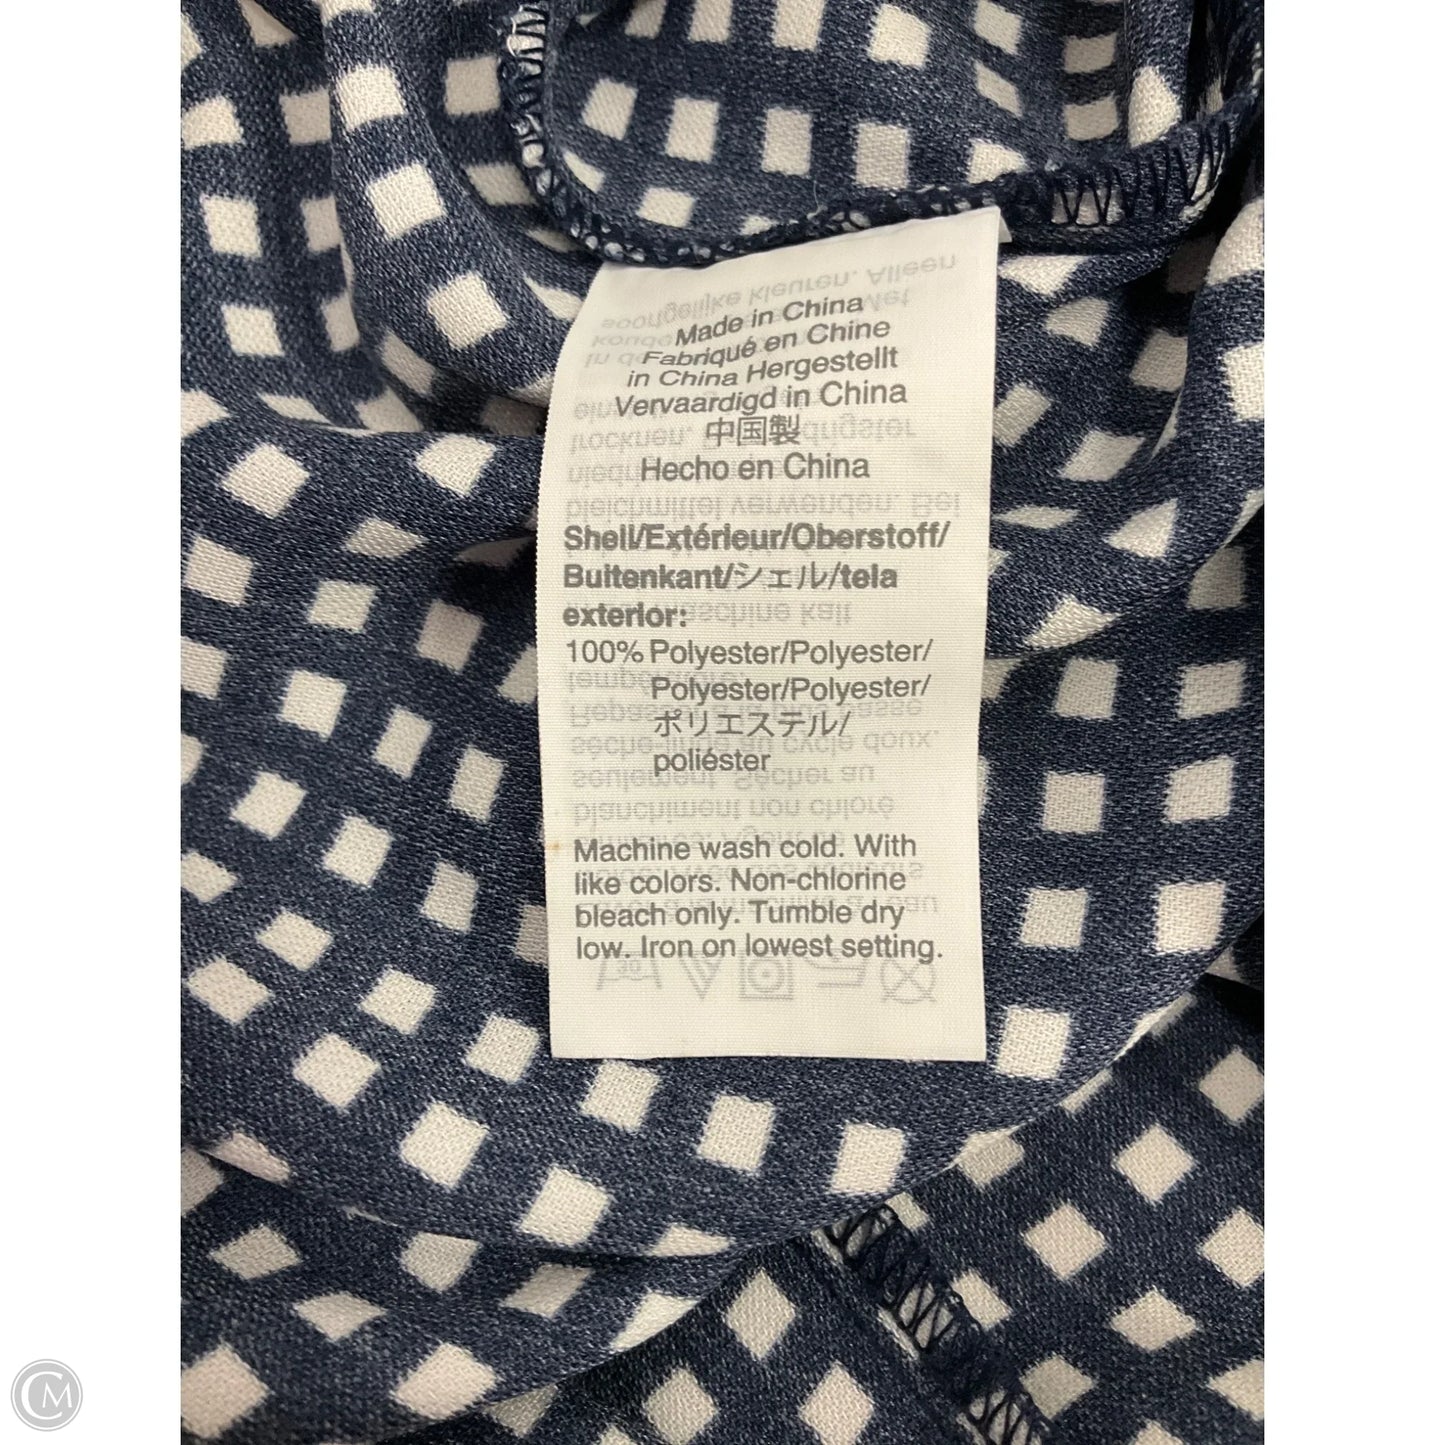 Made in China
Fabriqué en Chine
in China Hergestellt
Vervaardigd in China
中国製
Hecho en China
Shell/Extérieur/Oberstoff/
Buitenkant/シェル/tela
exterior:
100% Polyester/Polyester/
Polyester/Polyester/
ポリエステル/
poliéster
Machine wash cold. With
like colors. Non-chlorine
bleach only. Tumble dry
low. Iron on lowest setting.
CM